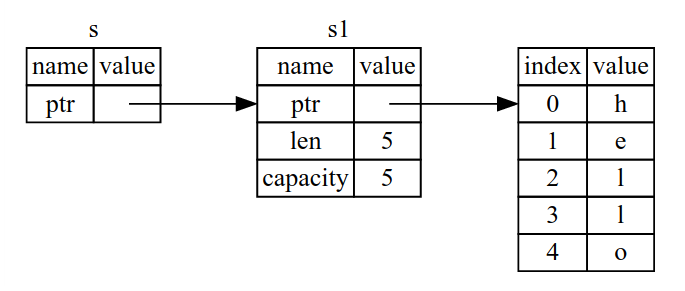 s
name value
ptr
s1
name value
ptr
len 5
capacity 5
index value
0 h
1 e
2 l
3 l
4 o